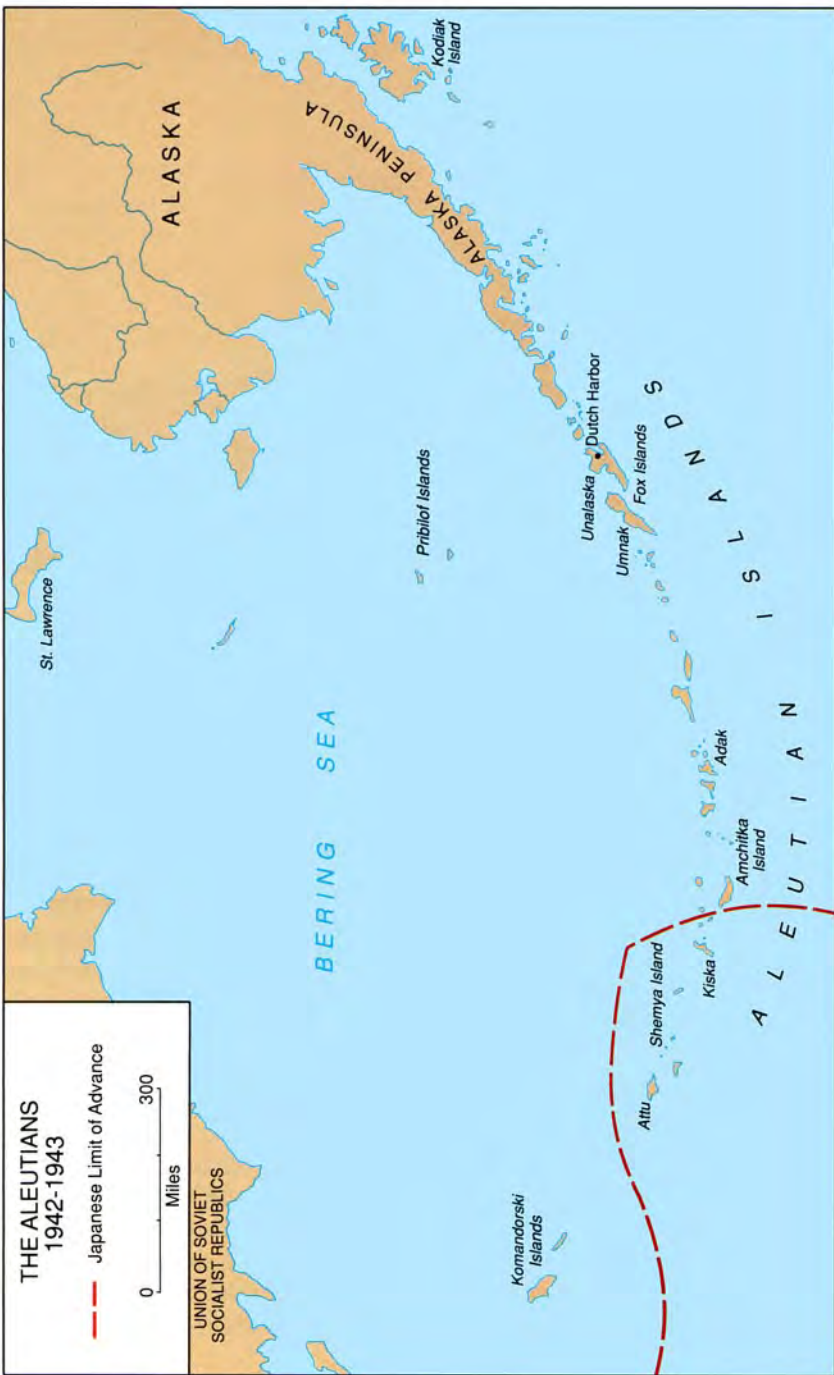 THE ALEUTIANS
1942-1943
Japanese Limit of Advance
0
300
Miles
UNION OF SOVIET
SOCIALIST REPUBLICS
St. Lawrence
ALASKA
ALASKA PENINSULA
Kodiak
Island
BERING SEA
Pribilof Islands
Komandorski
Islands
Attu
Shemya Island
Kiska
Amchitka
Island
Adak
Umnak
Unalaska
Dutch Harbor
Fox Islands
ALEUTIAN ISLANDS